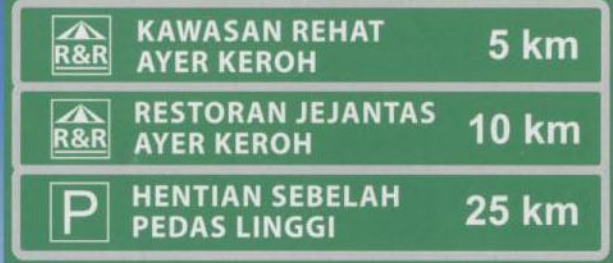 R&R KAWASAN REHAT
AYER KEROH 5 km
R&R RESTORAN JEJANTAS
AYER KEROH 10 km
P HENTIAN SEBELAH
PEDAS LINGGI 25 km